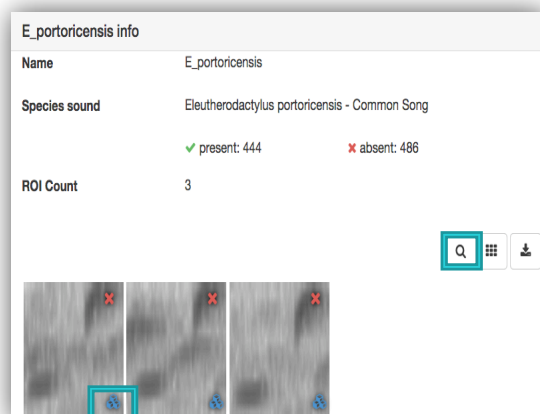 E_portoricensis info
Name E_portoricensis
Species sound Eleutherodactylus portoricensis - Common Song
present: 444 absent: 486
ROI Count 3